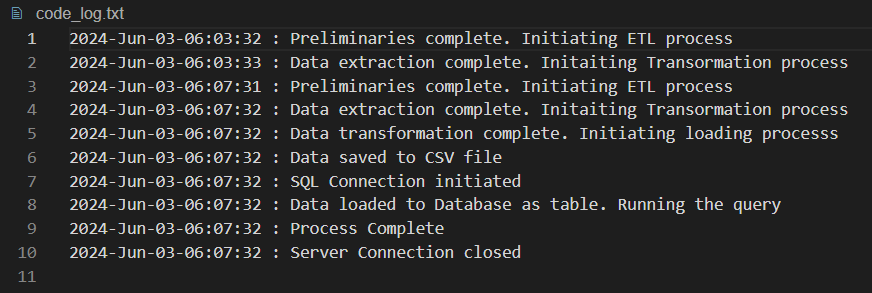 code_log.txt
1 2024-Jun-03-06:03:32 : Preliminaries complete. Initiating ETL process
2 2024-Jun-03-06:03:33 : Data extraction complete. Initaiting Transormation process
3 2024-Jun-03-06:07:31 : Preliminaries complete. Initiating ETL process
4 2024-Jun-03-06:07:32 : Data extraction complete. Initaiting Transormation process
5 2024-Jun-03-06:07:32 : Data transformation complete. Initiating loading processs
6 2024-Jun-03-06:07:32 : Data saved to CSV file
7 2024-Jun-03-06:07:32 : SQL Connection initiated
8 2024-Jun-03-06:07:32 : Data loaded to Database as table. Running the query
9 2024-Jun-03-06:07:32 : Process Complete
10 2024-Jun-03-06:07:32 : Server Connection closed
11